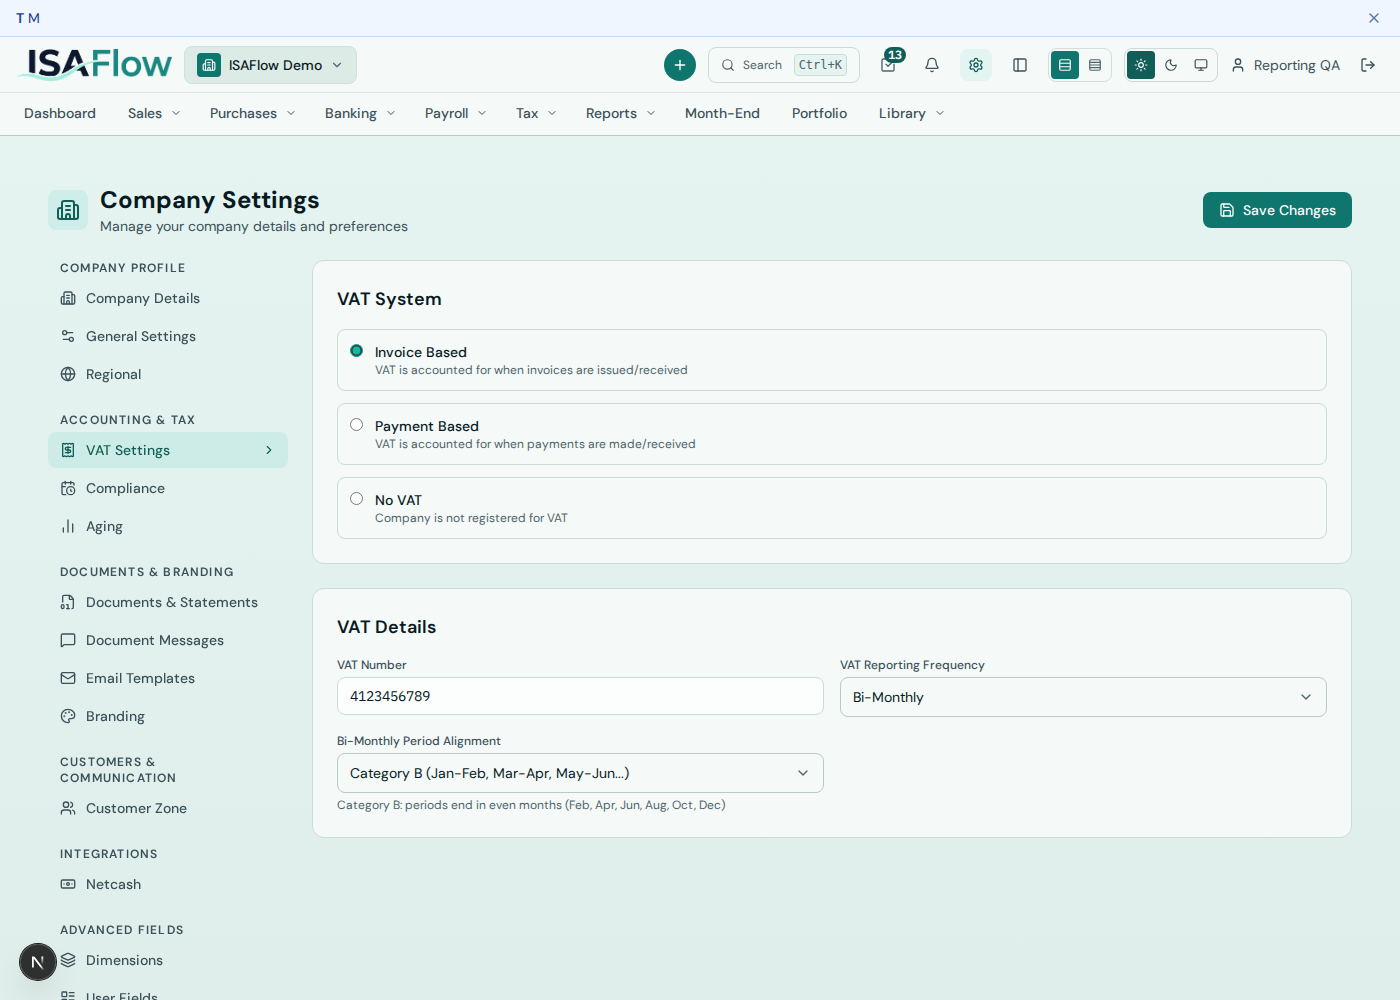 T M
ISAFlow
ISAFlow Demo
Search Ctrl+K
13
Reporting QA
Dashboard Sales Purchases Banking Payroll Tax Reports Month-End Portfolio Library
Company Settings
Manage your company details and preferences
Save Changes
COMPANY PROFILE
Company Details
General Settings
Regional
ACCOUNTING & TAX
VAT Settings
Compliance
Aging
DOCUMENTS & BRANDING
Documents & Statements
Document Messages
Email Templates
Branding
CUSTOMERS &
COMMUNICATION
Customer Zone
INTEGRATIONS
Netcash
ADVANCED FIELDS
Dimensions
User Fields
N
VAT System
Invoice Based
VAT is accounted for when invoices are issued/received
Payment Based
VAT is accounted for when payments are made/received
No VAT
Company is not registered for VAT
VAT Details
VAT Number
4123456789
VAT Reporting Frequency
Bi-Monthly
Bi-Monthly Period Alignment
Category B (Jan-Feb, Mar-Apr, May-Jun...)
Category B: periods end in even months (Feb, Apr, Jun, Aug, Oct, Dec)